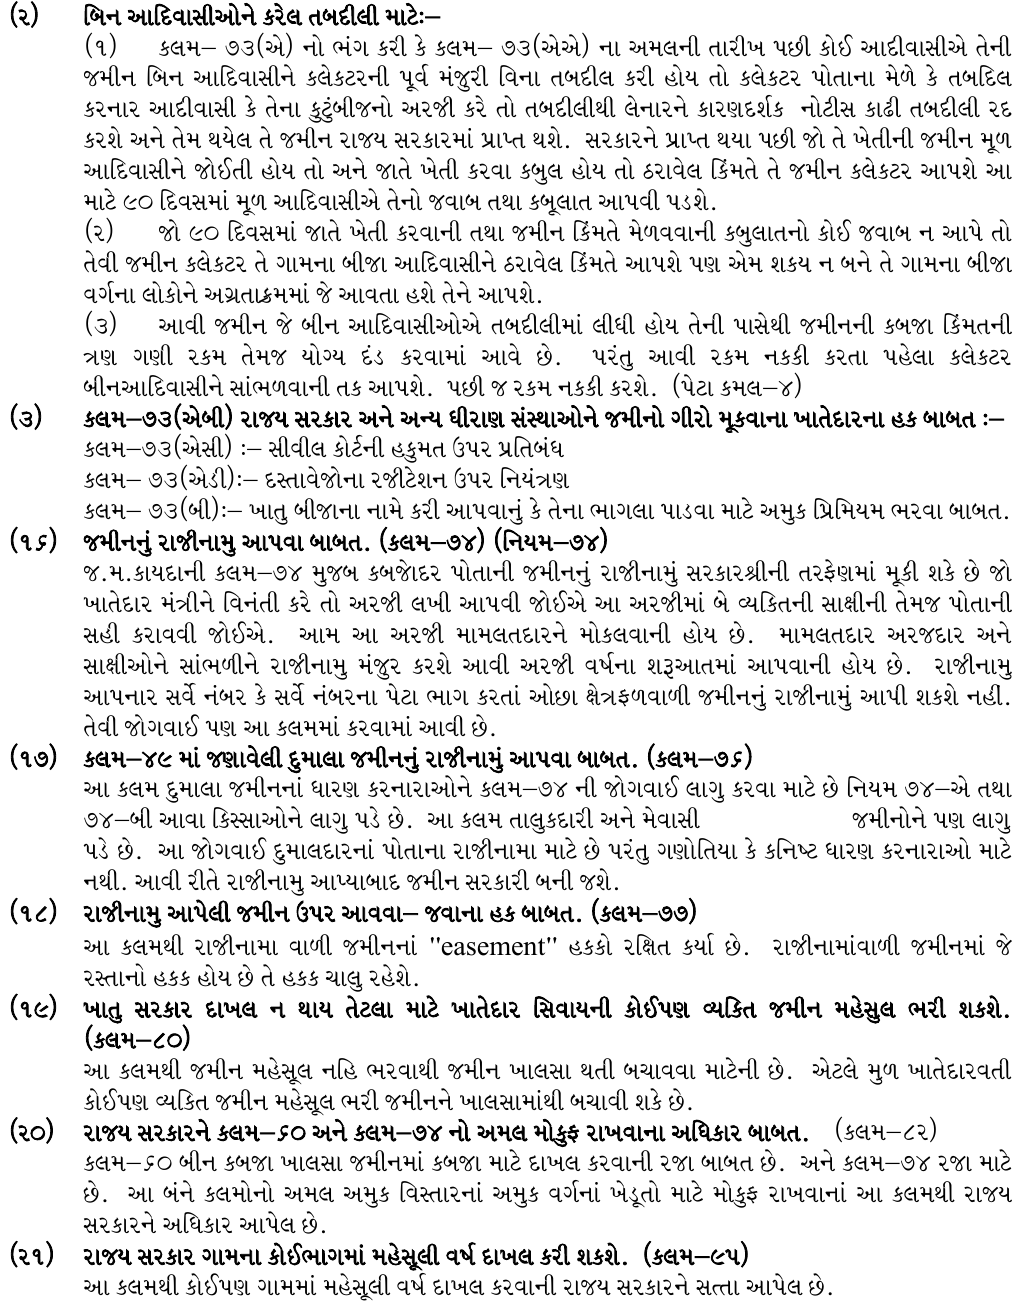 (૨) બિન આદિવાસીઓને કરેલ તબદીલી માટેઃ–
(૧) કલમ– ૭૩(એ) નો ભંગ કરી કે કલમ– ૭૩(એએ) ના અમલની તારીખ પછી કોઈ આદીવાસીએ તેની
જમીન બિન આદિવાસીને કલેકટરની પૂર્વ મંજુરી વિના તબદીલ કરી હોય તો કલેકટર પોતાના મેળે કે તબદિલ
કરનાર આદીવાસી કે તેના કુટુંબીજનો અરજી કરે તો તબદીલીથી લેનારને કારણદર્શક નોટીસ કાઢી તબદીલી રદ
કરશે અને તેમ થયેલ તે જમીન રાજય સરકારમાં પ્રાપ્ત થશે. સરકારને પ્રાપ્ત થયા પછી જો તે ખેતીની જમીન મૂળ
આદિવાસીને જોઈતી હોય તો અને જાતે ખેતી કરવા કબુલ હોય તો ઠરાવેલ કિંમતે તે જમીન કલેકટર આપશે આ
માટે ૯૦ દિવસમાં મૂળ આદિવાસીએ તેનો જવાબ તથા કબૂલાત આપવી પડશે.
(૨) જો ૯૦ દિવસમાં જાતે ખેતી કરવાની તથા જમીન કિંમતે મેળવવાની કબુલાતનો કોઈ જવાબ ન આપે તો
તેવી જમીન કલેકટર તે ગામના બીજા આદિવાસીને ઠરાવેલ કિંમતે આપશે પણ એમ શકય ન બને તે ગામના બીજા
વર્ગના લોકોને અગ્રતાક્રમમાં જે આવતા હશે તેને આપશે.
(૩) આવી જમીન જે બીન આદિવાસીઓએ તબદીલીમાં લીધી હોય તેની પાસેથી જમીનની કબજા કિંમતની
ત્રણ ગણી રકમ તેમજ યોગ્ય દંડ કરવામાં આવે છે. પરંતુ આવી રકમ નકકી કરતા પહેલા કલેકટર
બીનઆદિવાસીને સાંભળવાની તક આપશે. પછી જ રકમ નકકી કરશે. (પેટા કમલ–૪)
(૩) કલમ–૭૩(એબી) રાજય સરકાર અને અન્ય ધીરાણ સંસ્થાઓને જમીનો ગીરો મૂકવાના ખાતેદારના હક બાબત ઃ–
કલમ–૭૩(એસી) ઃ– સીવીલ કોર્ટની હકુમત ઉપર પ્રતિબંધ
કલમ– ૭૩(એડી)ઃ– દસ્તાવેજોના રજીટેશન ઉપર નિયંત્રણ
કલમ– ૭૩(બી)ઃ– ખાતુ બીજાના નામે કરી આપવાનું કે તેના ભાગલા પાડવા માટે અમુક પ્રિમિયમ ભરવા બાબત.
(૧૬) જમીનનું રાજીનામુ આપવા બાબત. (કલમ–૭૪) (નિયમ–૭૪)
જ.મ.કાયદાની કલમ–૭૪ મુજબ કબજેાદર પોતાની જમીનનું રાજીનામું સરકારશ્રીની તરફેણમાં મૂકી શકે છે જો
ખાતેદાર મંત્રીને વિનંતી કરે તો અરજી લખી આપવી જોઈએ આ અરજીમાં બે વ્યકિતની સાક્ષીની તેમજ પોતાની
સહી કરાવવી જોઈએ. આમ આ અરજી મામલતદારને મોકલવાની હોય છે. મામલતદાર અરજદાર અને
સાક્ષીઓને સાંભળીને રાજીનામુ મંજુર કરશે આવી અરજી વર્ષના શરૂઆતમાં આપવાની હોય છે. રાજીનામુ
આપનાર સર્વે નંબર કે સર્વે નંબરના પેટા ભાગ કરતાં ઓછા ક્ષેત્રફળવાળી જમીનનું રાજીનામું આપી શકશે નહીં.
તેવી જોગવાઈ પણ આ કલમમાં કરવામાં આવી છે.
(૧૭) કલમ–૪૯ માં જણાવેલી દુમાલા જમીનનું રાજીનામું આપવા બાબત. (કલમ–૭૬)
આ કલમ દુમાલા જમીનનાં ધારણ કરનારાઓને કલમ–૭૪ ની જોગવાઈ લાગુ કરવા માટે છે નિયમ ૭૪–એ તથા
૭૪–બી આવા કિસ્સાઓને લાગુ પડે છે. આ કલમ તાલુકદારી અને મેવાસી જમીનોને પણ લાગુ
પડે છે. આ જોગવાઈ દુમાલદારનાં પોતાના રાજીનામા માટે છે પરંતુ ગણોતિયા કે કનિષ્ટ ધારણ કરનારાઓ માટે
નથી. આવી રીતે રાજીનામુ આપ્યાબાદ જમીન સરકારી બની જશે.
(૧૮) રાજીનામુ આપેલી જમીન ઉપર આવવા– જવાના હક બાબત. (કલમ–૭૭)
આ કલમથી રાજીનામા વાળી જમીનનાં "easement" હકકો રક્ષિત કર્યા છે. રાજીનામાંવાળી જમીનમાં જે
રસ્તાનો હકક હોય છે તે હકક ચાલુ રહેશે.
(૧૯) ખાતુ સરકાર દાખલ ન થાય તેટલા માટે ખાતેદાર સિવાયની કોઈપણ વ્યકિત જમીન મહેસુલ ભરી શકશે.
(કલમ–૮૦)
આ કલમથી જમીન મહેસૂલ નહિ ભરવાથી જમીન ખાલસા થતી બચાવવા માટેની છે. એટલે મુળ ખાતેદારવતી
કોઈપણ વ્યકિત જમીન મહેસૂલ ભરી જમીનને ખાલસામાંથી બચાવી શકે છે.
(૨૦) રાજય સરકારને કલમ–૬૦ અને કલમ–૭૪ નો અમલ મોકુફ રાખવાના અધિકાર બાબત. (કલમ–૮૨)
કલમ–૬૦ બીન કબજા ખાલસા જમીનમાં કબજા માટે દાખલ કરવાની રજા બાબત છે. અને કલમ–૭૪ રજા માટે
છે. આ બંને કલમોનો અમલ અમુક વિસ્તારનાં અમુક વર્ગનાં ખેડૂતો માટે મોકુફ રાખવાનાં આ કલમથી રાજય
સરકારને અધિકાર આપેલ છે.
(૨૧) રાજય સરકાર ગામના કોઈભાગમાં મહેસૂલી વર્ષ દાખલ કરી શકશે. (કલમ–૯૫)
આ કલમથી કોઈપણ ગામમાં મહેસૂલી વર્ષ દાખલ કરવાની રાજય સરકારને સત્તા આપેલ છે.